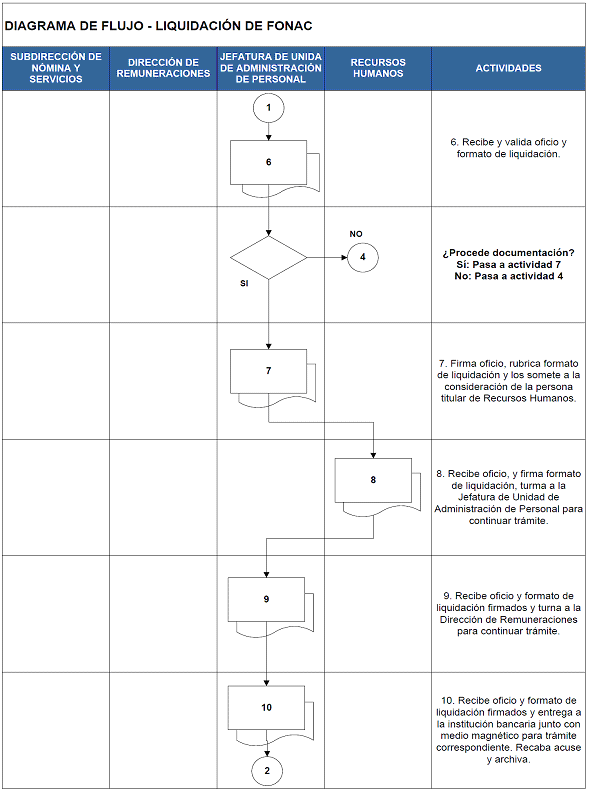 DIAGRAMA DE FLUJO - LIQUIDACIÓN DE FONAC
SUBDIRECCIÓN DE
NÓMINA Y
SERVICIOS
DIRECCIÓN DE
REMUNERACIONES
JEFATURA DE UNIDA
DE ADMINISTRACIÓN
DE PERSONAL
RECURSOS
HUMANOS
ACTIVIDADES
1
6
6. Recibe y valida oficio y
formato de liquidación.
NO
4
SI
¿Procede documentación?
Sí: Pasa a actividad 7
No: Pasa a actividad 4
7
7. Firma oficio, rubrica formato
de liquidación y los somete a la
consideración de la persona
titular de Recursos Humanos.
8
8. Recibe oficio, y firma formato
de liquidación, turma a la
Jefatura de Unidad de
Administración de Personal para
continuar trámite.
9
9. Recibe oficio y formato de
liquidación firmados y turna a la
Dirección de Remuneraciones
para continuar trámite.
10
10. Recibe oficio y formato de
liquidación firmados y entrega a
la institución bancaria junto con
medio magnético para trámite
correspondiente. Recaba acuse
y archiva.
2